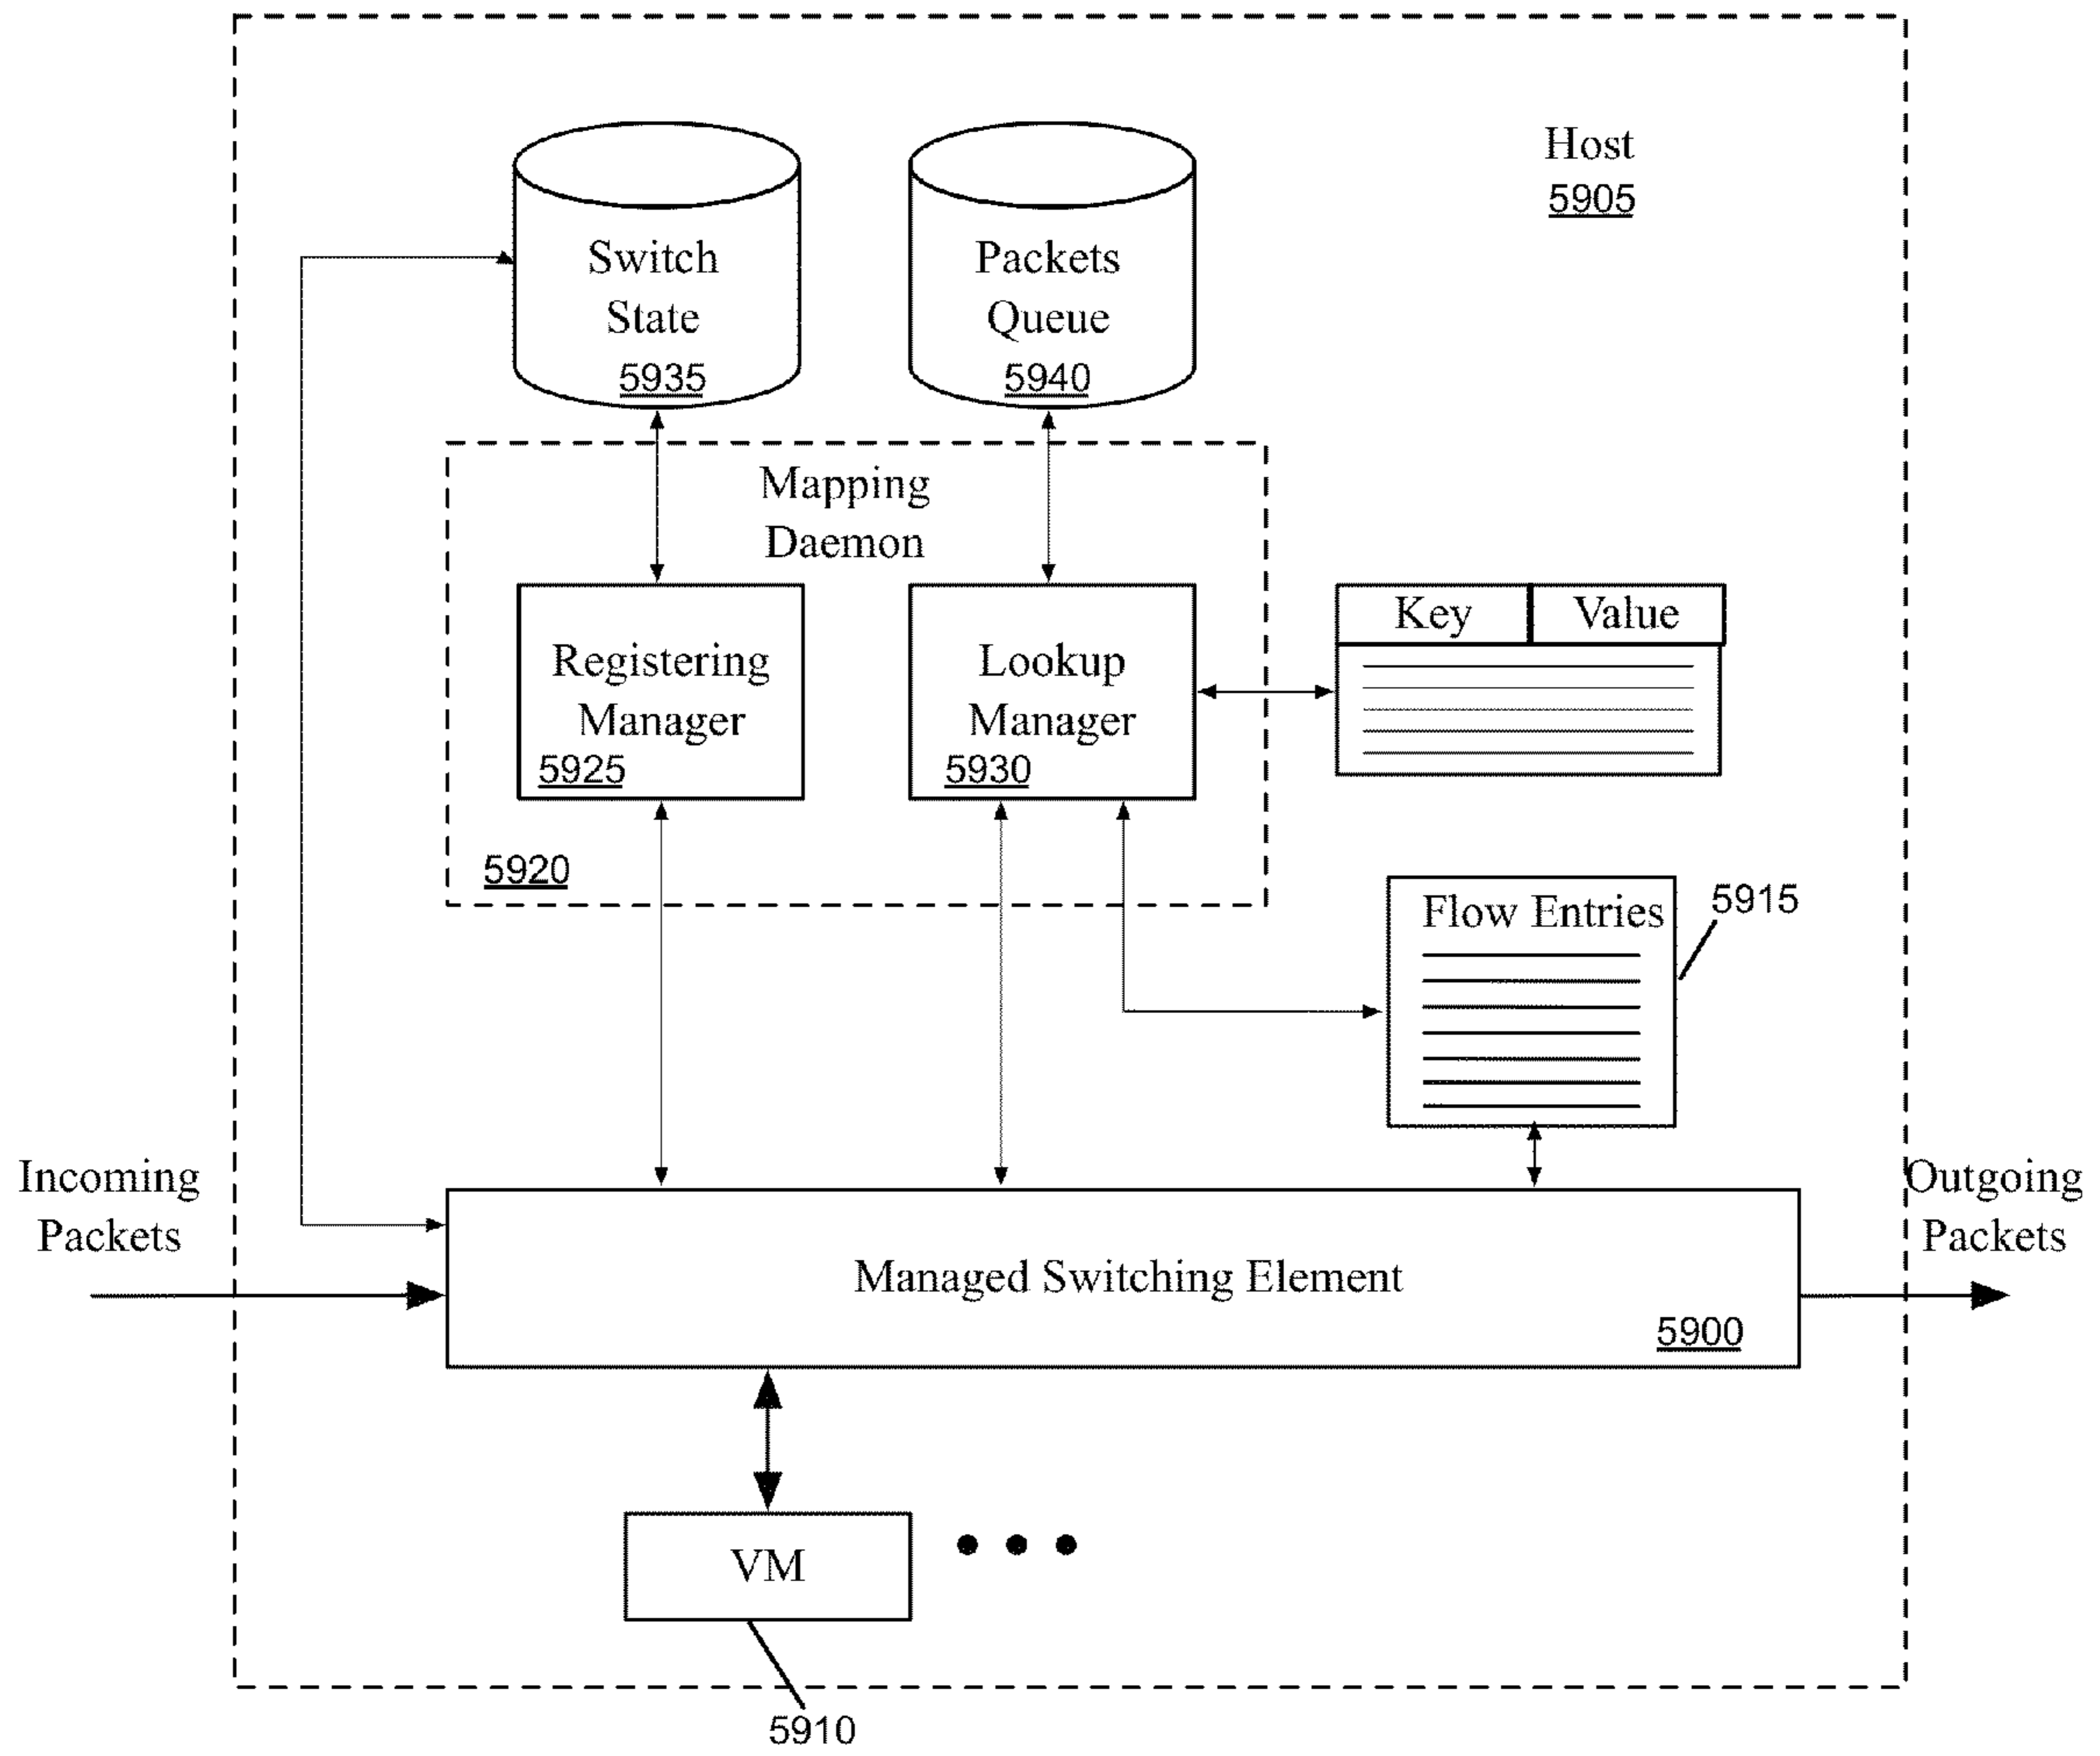 Host
5905
Switch
State
5935
Packets
Queue
5940
Mapping
Daemon
Registering
Manager
5925
Lookup
Manager
5930
Key
Value
5920
Flow Entries
5915
Incoming
Packets
Outgoing
Packets
Managed Switching Element
5900
VM
5910